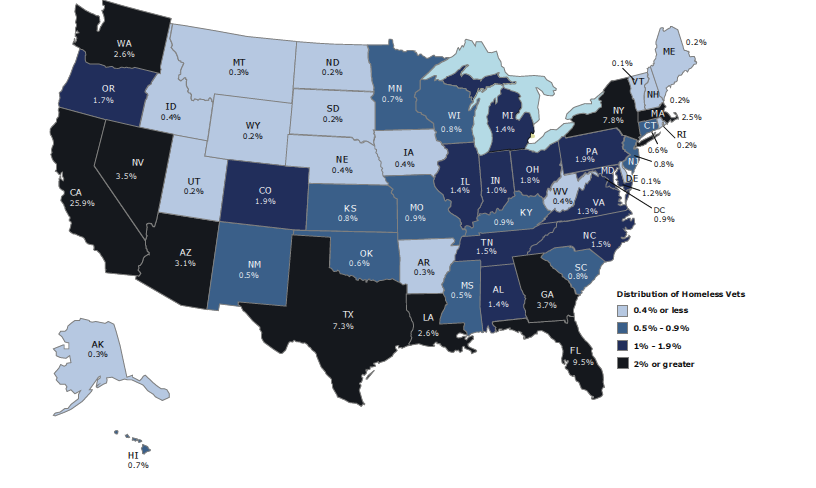 WA
2.6%
OR
1.7%
CA
25.9%
NV
3.5%
ID
0.4%
MT
0.3%
WY
0.2%
UT
0.2%
CO
1.9%
AZ
3.1%
NM
0.5%
ND
0.2%
SD
0.2%
NE
0.4%
KS
0.8%
OK
0.6%
TX
7.3%
MN
0.7%
IA
0.4%
MO
0.9%
AR
0.3%
LA
2.6%
WI
0.8%
IL
1.4%
MI
1.4%
IN
1.0%
OH
1.8%
KY
0.9%
TN
1.5%
MS
0.5%
AL
1.4%
GA
3.7%
FL
9.5%
SC
0.8%
NC
1.5%
VA
1.3%
WV
0.4%
PA
1.9%
NY
7.8%
ME
0.2%
0.1%
VT
NH
0.2%
MA
2.5%
RI
0.2%
CT
0.6%
NJ
0.8%
DE
0.1%
MD
1.2%%
DC
0.9%
AK
0.3%
HI
0.7%
Distribution of Homeless Vets
0.4% or less
0.5% - 0.9%
1% - 1.9%
2% or greater